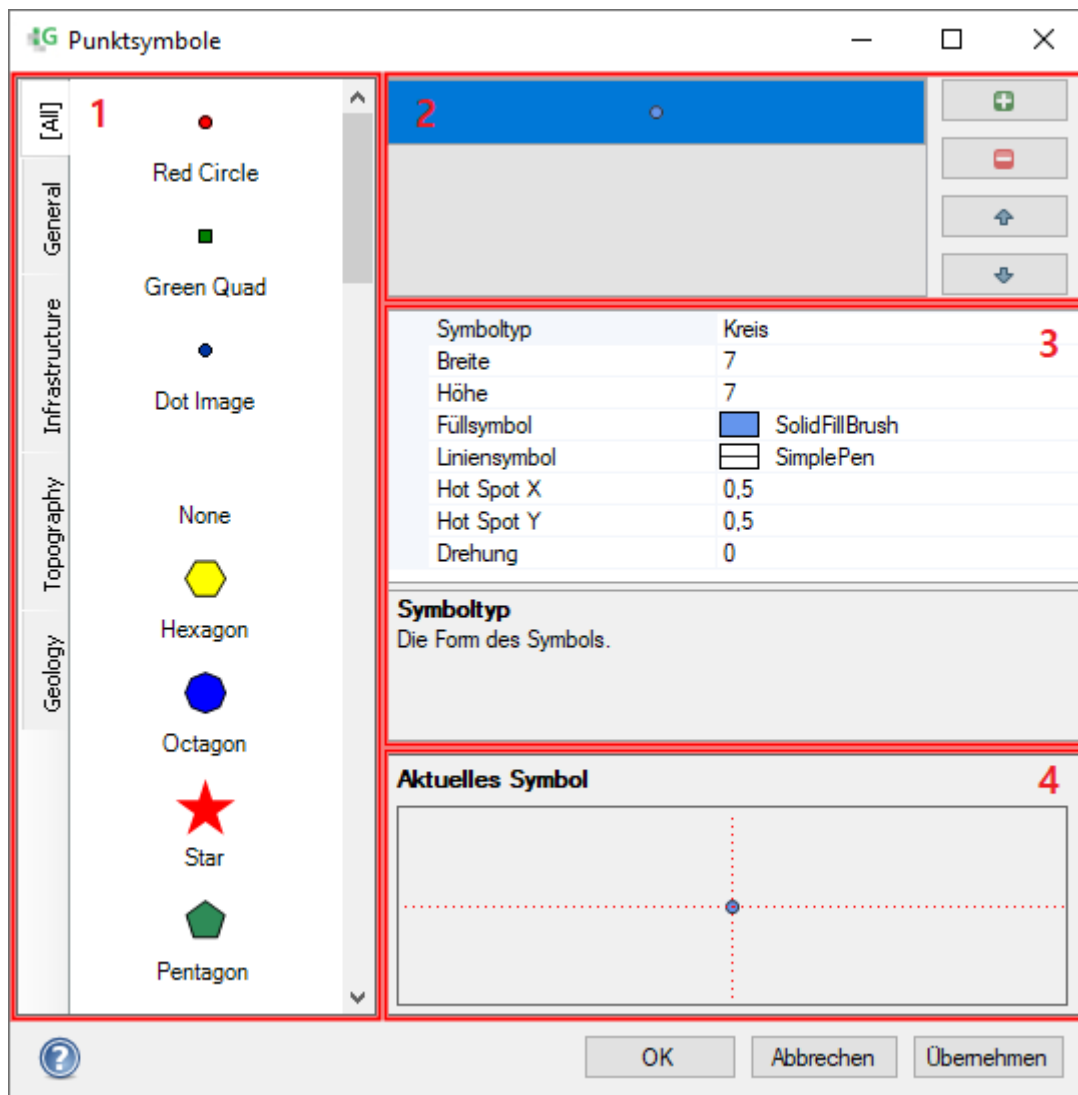 Punktsymbole
1
[All]
General
Infrastructure
Topography
Geology
Red Circle
Green Quad
Dot Image
None
Hexagon
Octagon
Star
Pentagon
2
3
Symboltyp Kreis
Breite 7
Höhe 7
Füllsymbol SolidFillBrush
Liniensymbol SimplePen
Hot Spot X 0,5
Hot Spot Y 0,5
Drehung 0
Symboltyp
Die Form des Symbols.
Aktuelles Symbol 4
? OK Abbrechen Übernehmen